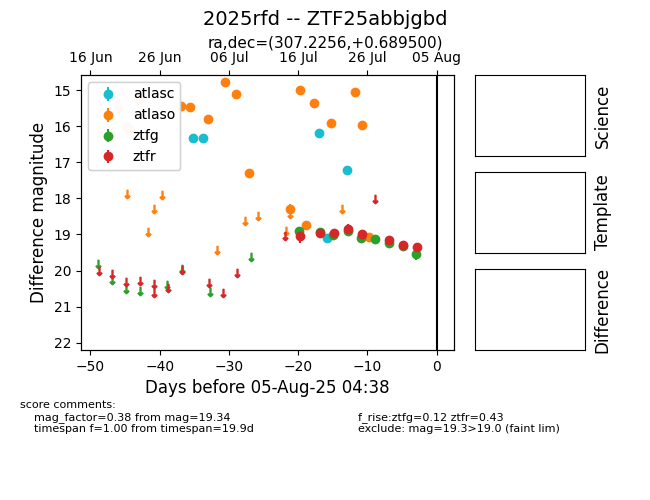 2025rfd -- ZTF25abbjgbd
ra,dec=(307.2256,+0.689500)
16 Jun 26 Jun 06 Jul 16 Jul 26 Jul 05 Aug
atlasc
atlaso
ztfg
ztfr
15
16
17
18
19
20
21
22
Difference magnitude
−50 −40 −30 −20 −10 0
Days before 05-Aug-25 04:38
Science
Template
Difference
score comments:
mag_factor=0.38 from mag=19.34
timespan f=1.00 from timespan=19.9d
f_rise:ztfg=0.12 ztfr=0.43
exclude: mag=19.3>19.0 (faint lim)